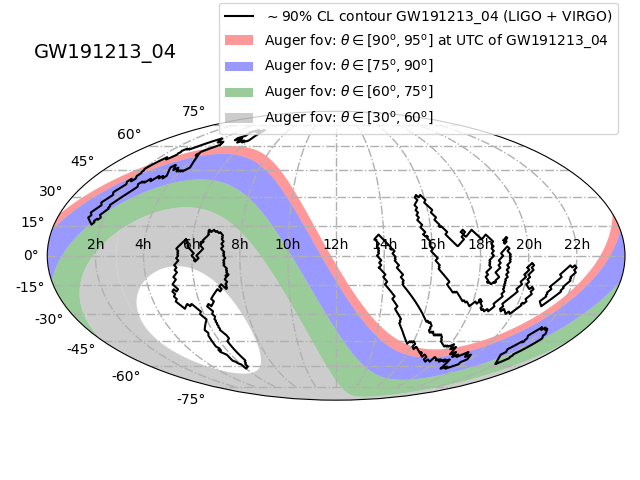 GW191213_04
~90% CL contour GW191213_04 (LIGO + VIRGO)
Auger fov: θ ∈ [90°, 95°] at UTC of GW191213_04
Auger fov: θ ∈ [75°, 90°]
Auger fov: θ ∈ [60°, 75°]
Auger fov: θ ∈ [30°, 60°]
75°
60°
45°
30°
15°
0°
-15°
-30°
-45°
-60°
-75°
2h 4h 6h 8h 10h 12h 14h 16h 18h 20h 22h